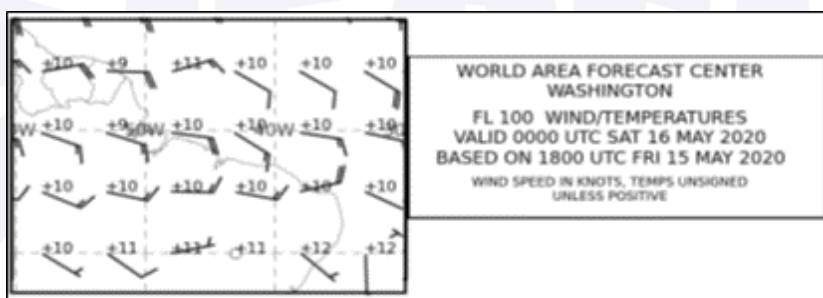 +10 +9 +11 +10 +10 +10
50W 40W
+10 +9 +10 +10 +10 +10
+10 +10 +10 +10 +10 +10
+10 +11 +11 +11 +12 +12
WORLD AREA FORECAST CENTER
WASHINGTON
FL 100 WIND/TEMPERATURES
VALID 0000 UTC SAT 16 MAY 2020
BASED ON 1800 UTC FRI 15 MAY 2020
WIND SPEED IN KNOTS, TEMPS UNSIGNED
UNLESS POSITIVE